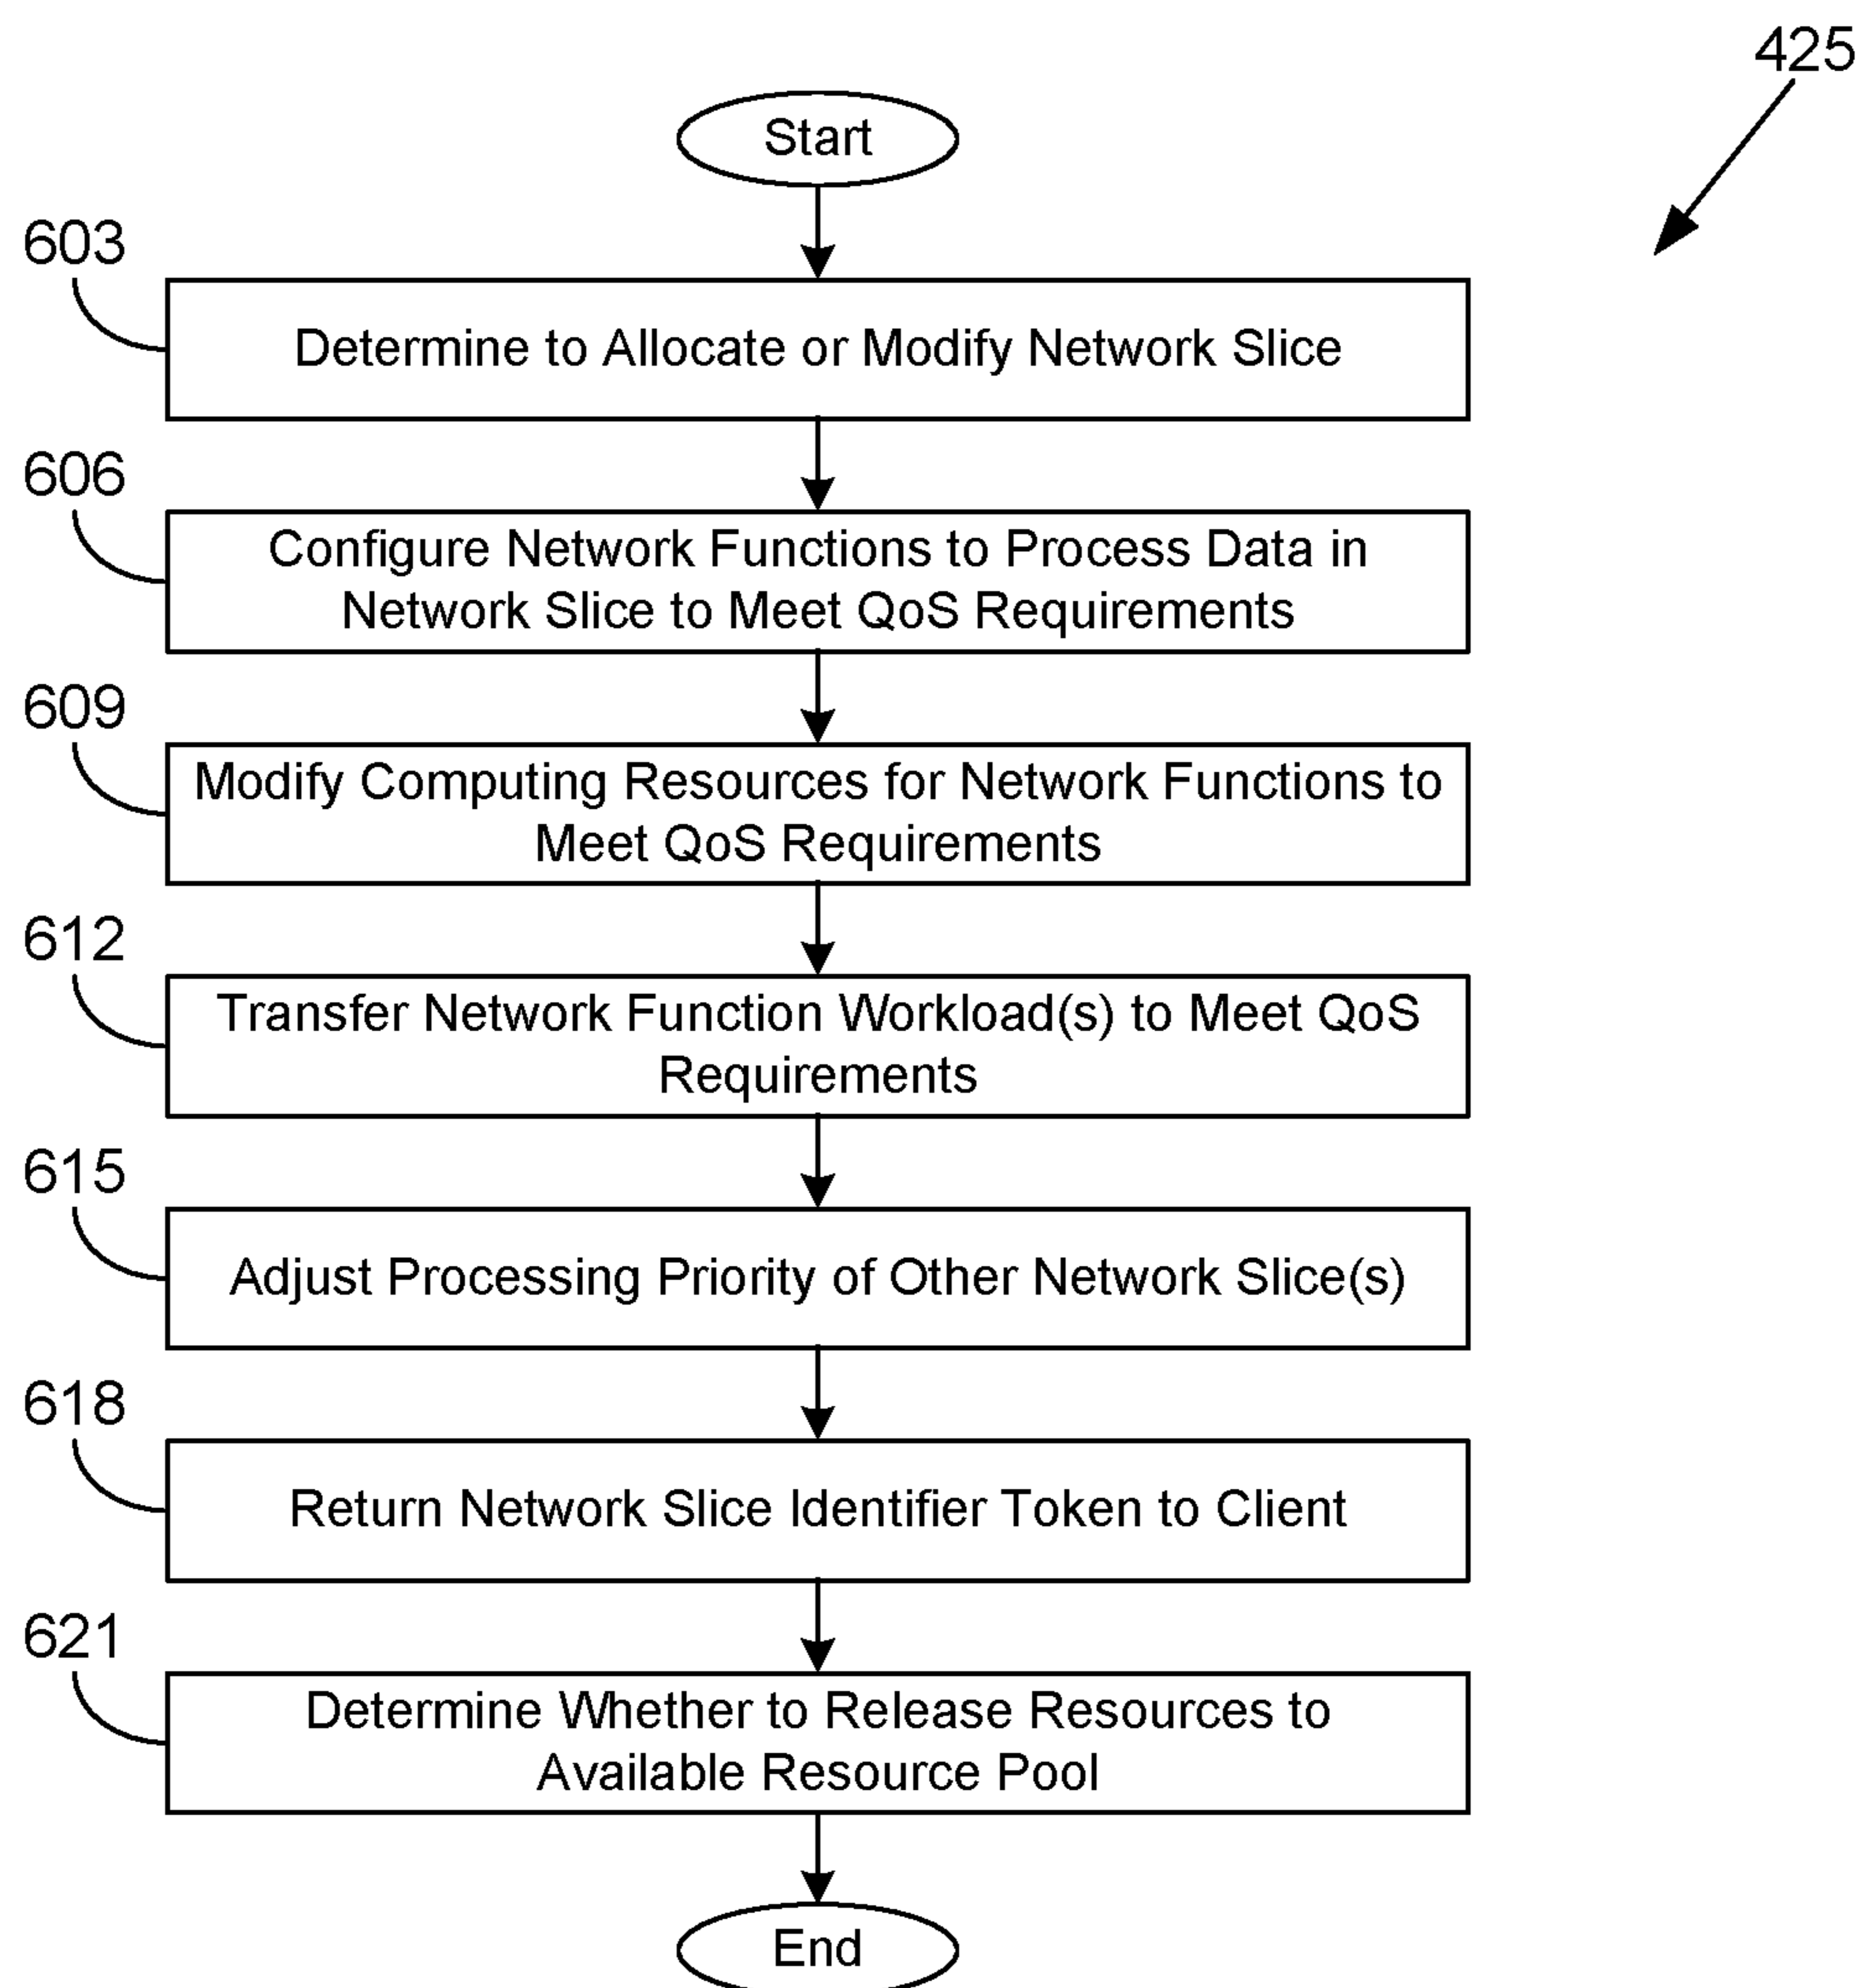 425
Start
603
Determine to Allocate or Modify Network Slice
606
Configure Network Functions to Process Data in
Network Slice to Meet QoS Requirements
609
Modify Computing Resources for Network Functions to
Meet QoS Requirements
612
Transfer Network Function Workload(s) to Meet QoS
Requirements
615
Adjust Processing Priority of Other Network Slice(s)
618
Return Network Slice Identifier Token to Client
621
Determine Whether to Release Resources to
Available Resource Pool
End